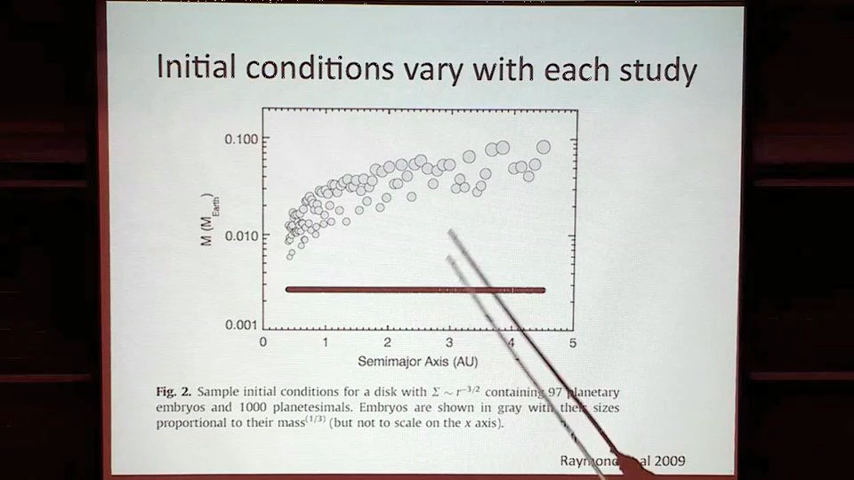 Initial conditions vary with each study
0.100
0.010
0.001
M (M_Earth)
0 1 2 3 4 5
Semimajor Axis (AU)
Fig. 2. Sample initial conditions for a disk with Σ ~ r^-3/2 containing 97 planetary
embryos and 1000 planetesimals. Embryos are shown in gray with their sizes
proportional to their mass^(1/3) (but not to scale on the x axis).
Raymond al 2009